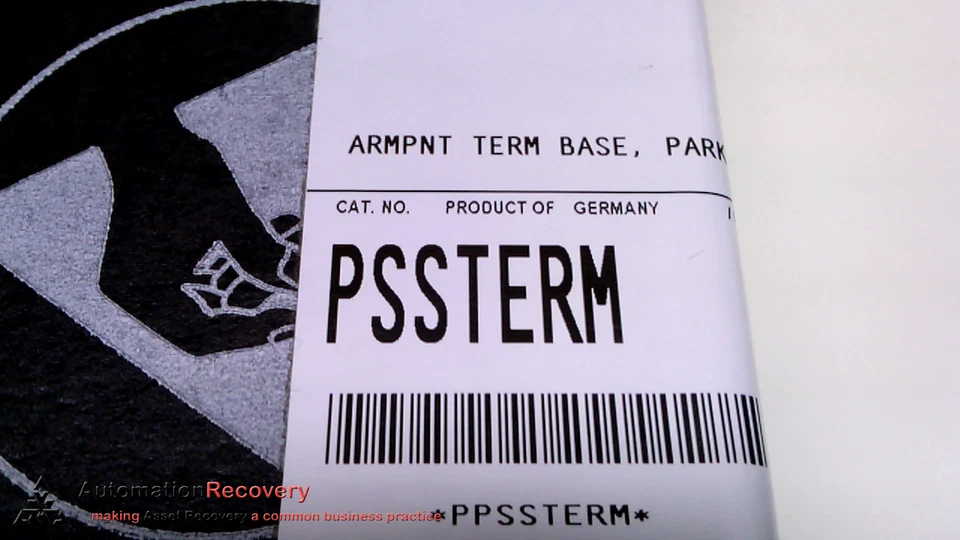 ARMPNT TERM BASE, PARK
CAT. NO. PRODUCT OF GERMANY
PSSTERM
*PPSSTERM*
AutomationRecovery
making Asset Recovery a common business practice